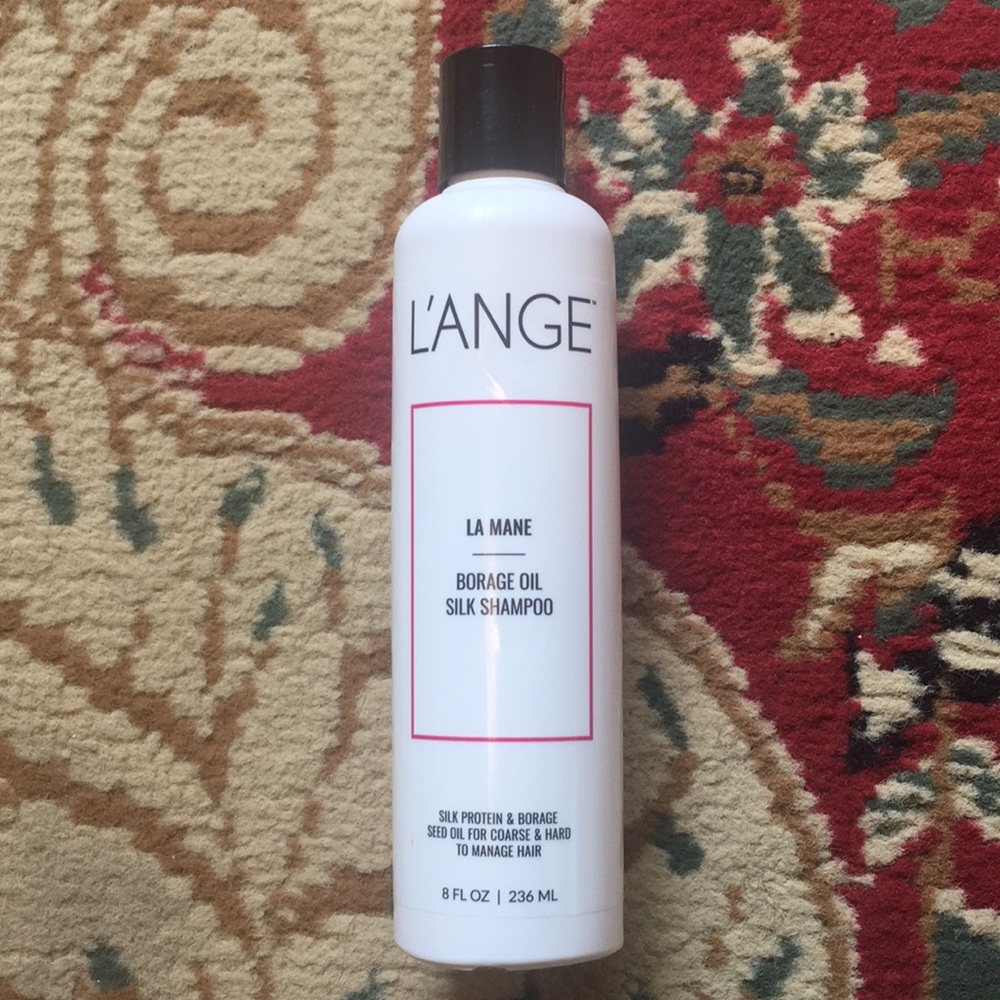 L'ANGE™
LA MANE
BORAGE OIL
SILK SHAMPOO
SILK PROTEIN & BORAGE
SEED OIL FOR COARSE & HARD
TO MANAGE HAIR
8 FL OZ | 236 ML